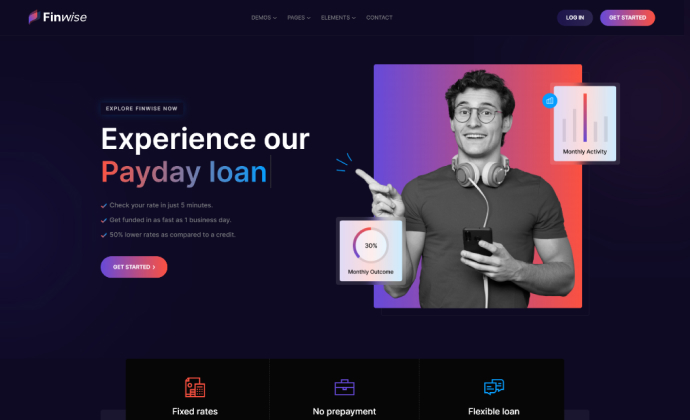 Finwise
DEMOS PAGES ELEMENTS CONTACT
LOG IN
GET STARTED
EXPLORE FINWISE NOW
Experience our
Payday loan
Check your rate in just 5 minutes.
Get funded in as fast as 1 business day.
50% lower rates as compared to a credit.
GET STARTED
Monthly Activity
30%
Monthly Outcome
Fixed rates
No prepayment
Flexible loan